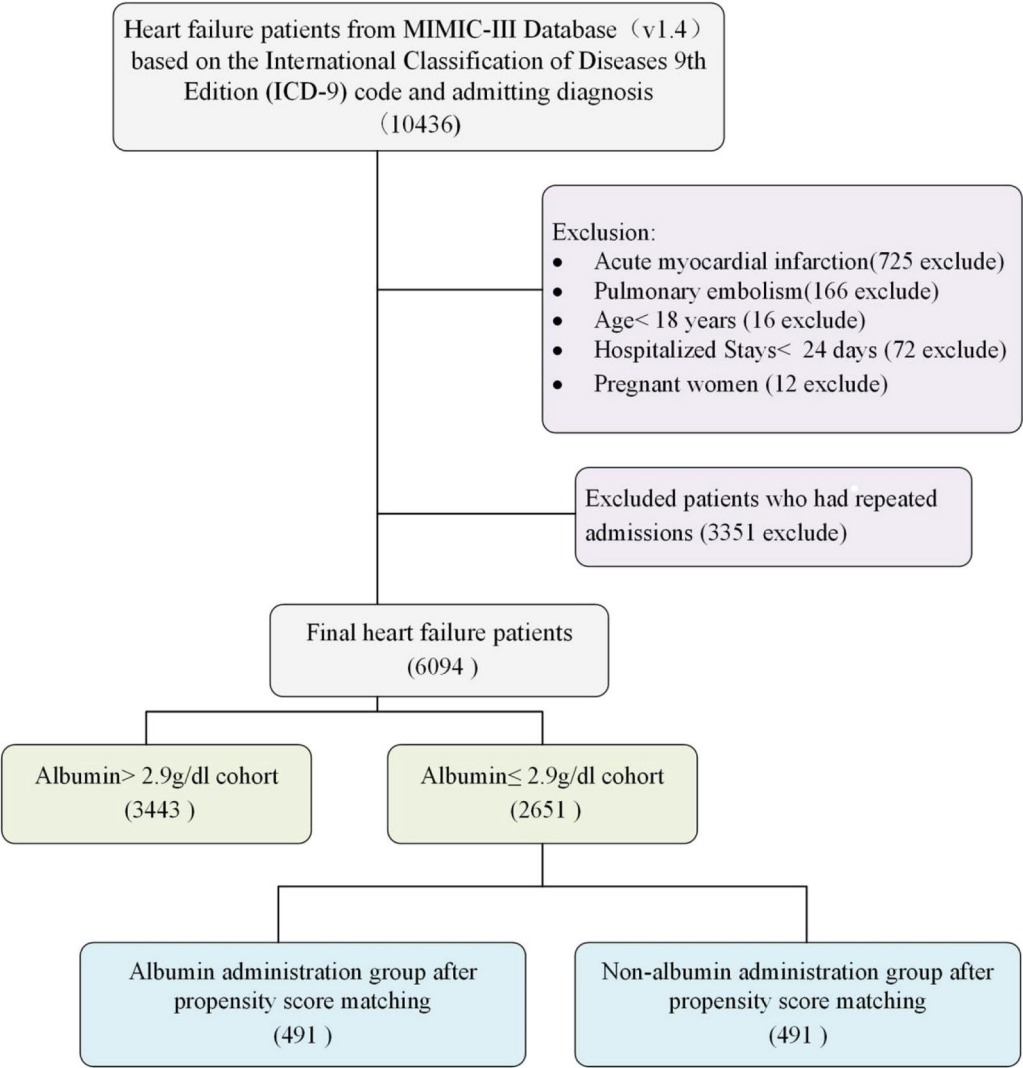 Heart failure patients from MIMIC-III Database（v1.4）
based on the International Classification of Diseases 9th
Edition (ICD-9) code and admitting diagnosis
（10436)
Exclusion:
• Acute myocardial infarction(725 exclude)
• Pulmonary embolism(166 exclude)
• Age< 18 years (16 exclude)
• Hospitalized Stays< 24 days (72 exclude)
• Pregnant women (12 exclude)
Excluded patients who had repeated
admissions (3351 exclude)
Final heart failure patients
(6094 )
Albumin> 2.9g/dl cohort
(3443 )
Albumin≤ 2.9g/dl cohort
(2651 )
Albumin administration group after
propensity score matching
(491 )
Non-albumin administration group after
propensity score matching
(491 )